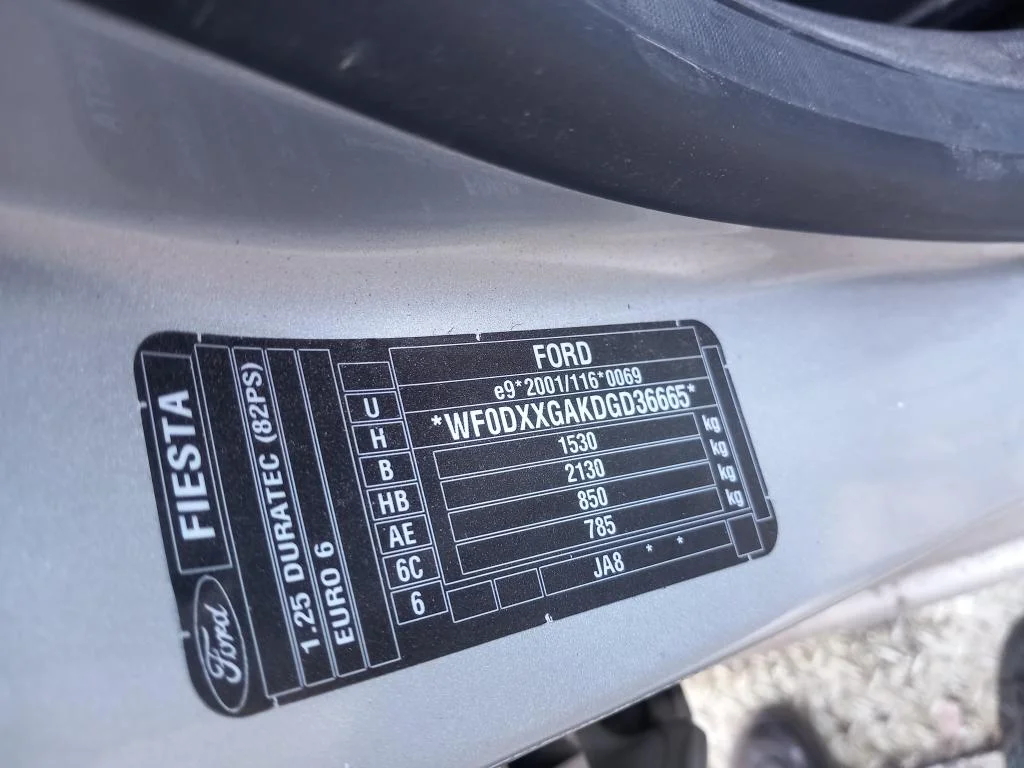 FORD
e9*2001/116*0069
*WF0DXXGAKDGD36665*
1530 kg
2130 kg
850 kg
785 kg
JA8 * *
U
H
B
HB
AE
6C
6
EURO 6
1.25 DURATEC (82PS)
FIESTA
Ford